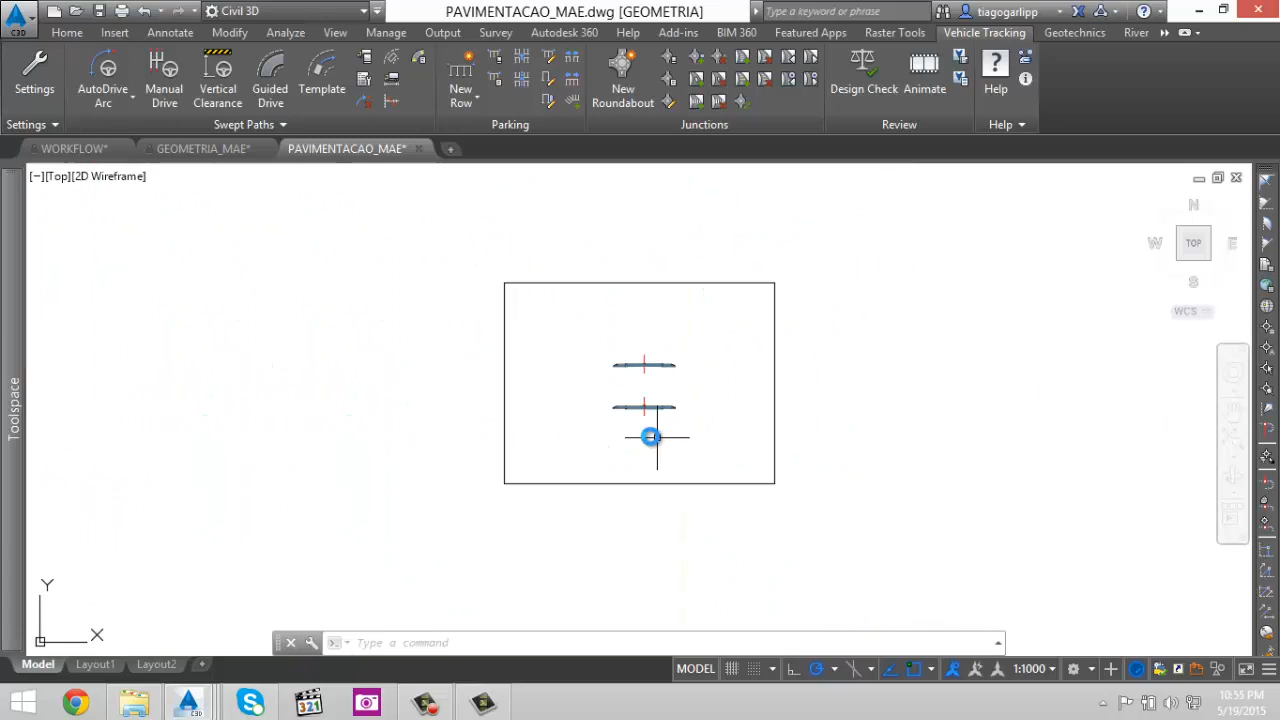 Civil 3D
PAVIMENTACAO_MAE.dwg [GEOMETRIA]
Type a keyword or phrase
tiagogarlipp
C3D
Home Insert Annotate Modify Analyze View Manage Output Survey Autodesk 360 Help Add-ins BIM 360 Featured Apps Raster Tools Vehicle Tracking Geotechnics River
Settings
AutoDrive Arc
Manual Drive
Vertical Clearance
Guided Drive
Template
New Row
New Roundabout
Design Check
Animate
Help
Settings
Swept Paths
Parking
Junctions
Review
Help
WORKFLOW*
GEOMETRIA_MAE*
PAVIMENTACAO_MAE*
[−][Top][2D Wireframe]
N
W
TOP
E
S
WCS
Toolspace
Y
X
Type a command
Model Layout1 Layout2
MODEL
1:1000
C3D
321
10:55 PM
5/19/2015